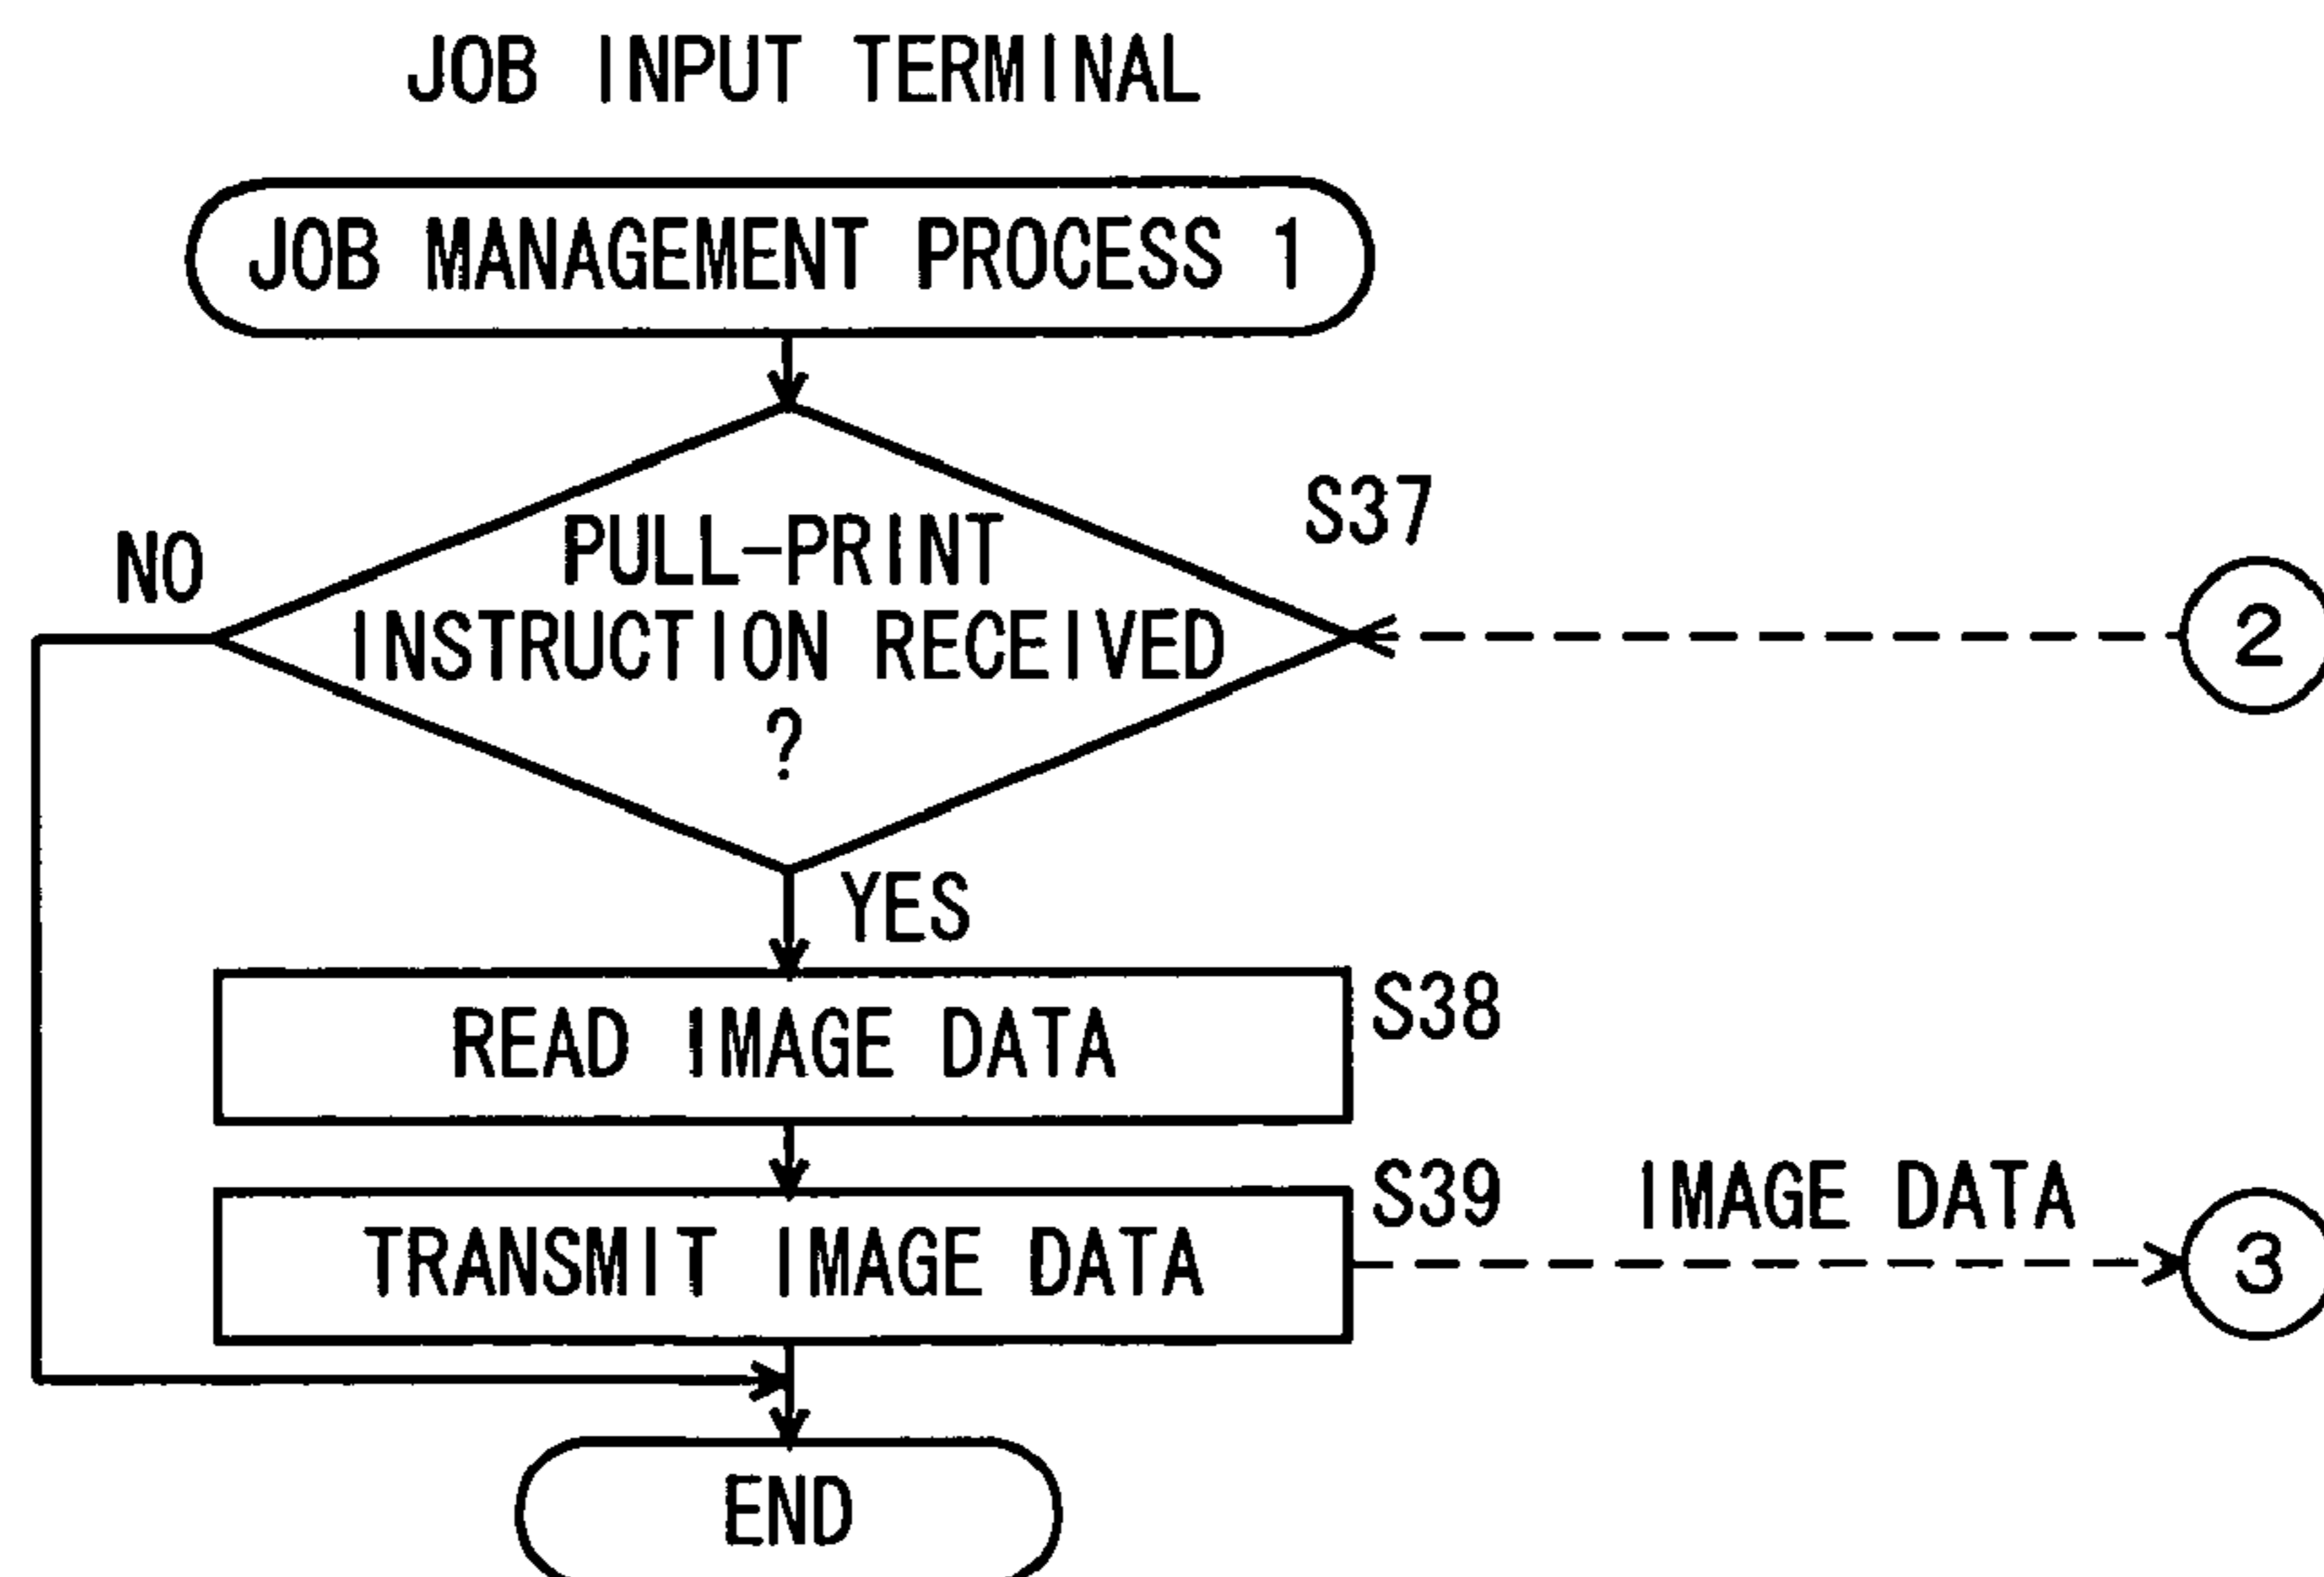 JOB INPUT TERMINAL
JOB MANAGEMENT PROCESS 1
S37
NO
PULL-PRINT
INSTRUCTION RECEIVED
?
2
YES
READ IMAGE DATA
S38
TRANSMIT IMAGE DATA
S39
IMAGE DATA
3
END